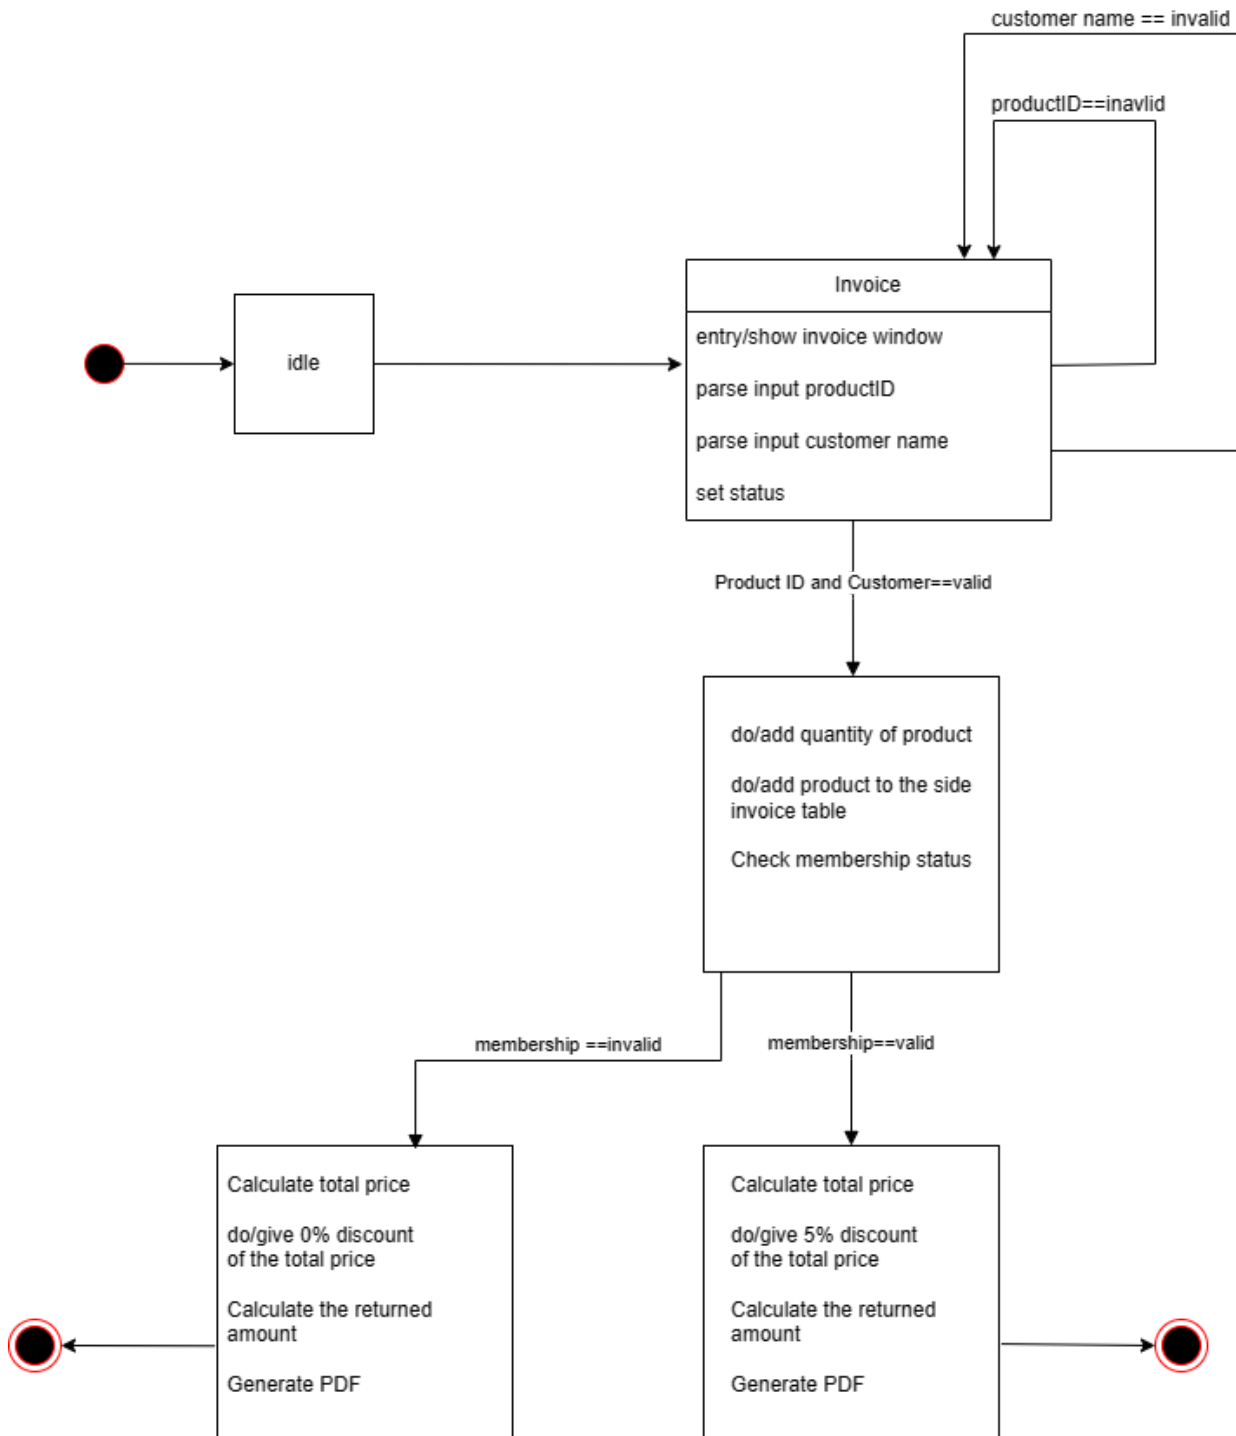 customer name == invalid
productID==inavlid
Invoice
idle
entry/show invoice window
parse input productID
parse input customer name
set status
Product ID and Customer==valid
do/add quantity of product
do/add product to the side
invoice table
Check membership status
membership ==invalid
membership==valid
Calculate total price
do/give 0% discount
of the total price
Calculate the returned
amount
Generate PDF
Calculate total price
do/give 5% discount
of the total price
Calculate the returned
amount
Generate PDF